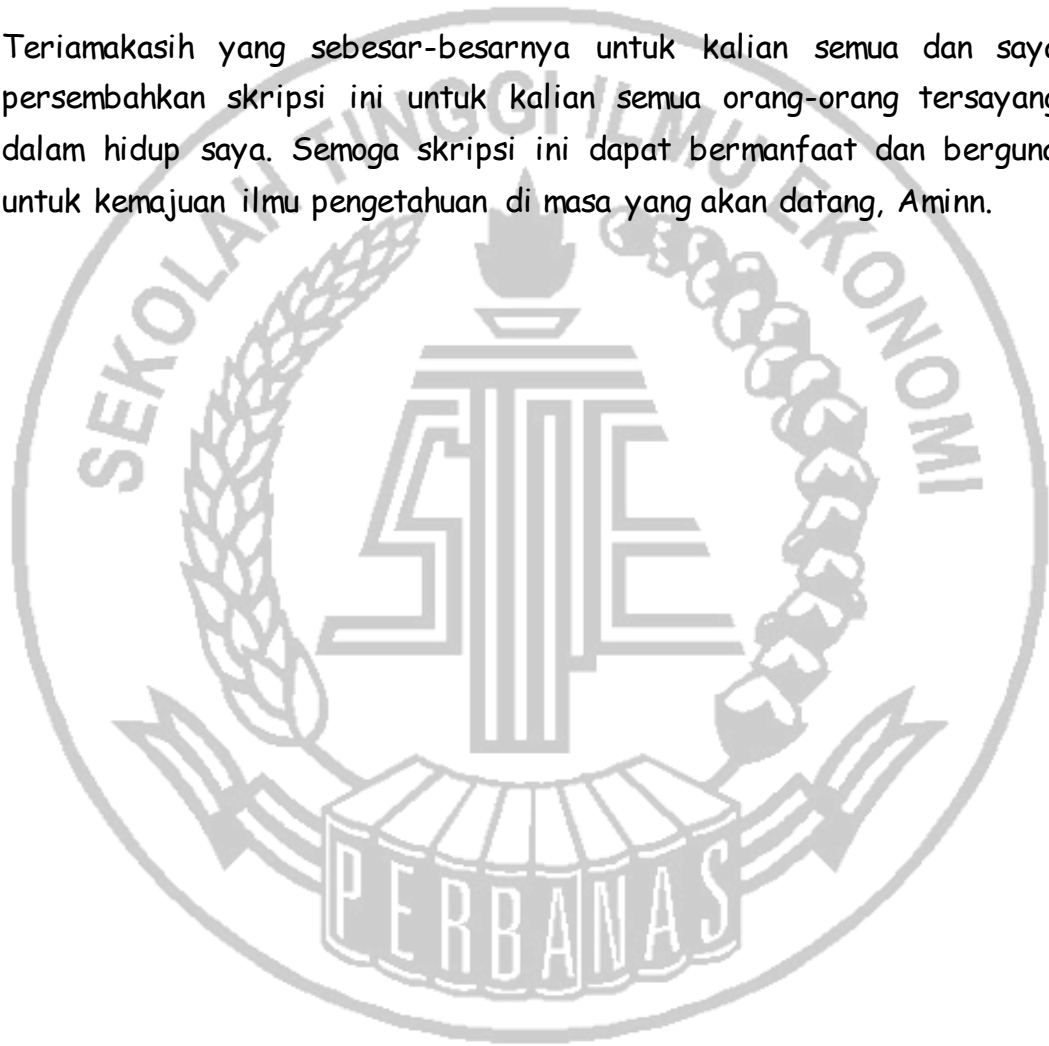 Teriamakasih yang sebesar-besarnya untuk kalian semua dan saya
persembahkan skripsi ini untuk kalian semua orang-orang tersayang
dalam hidup saya. Semoga skripsi ini dapat bermanfaat dan berguna
untuk kemajuan ilmu pengetahuan di masa yang akan datang, Aminn.
SEKOLAH TINGGI ILMU EKONOMI
STIE
PERBANAS